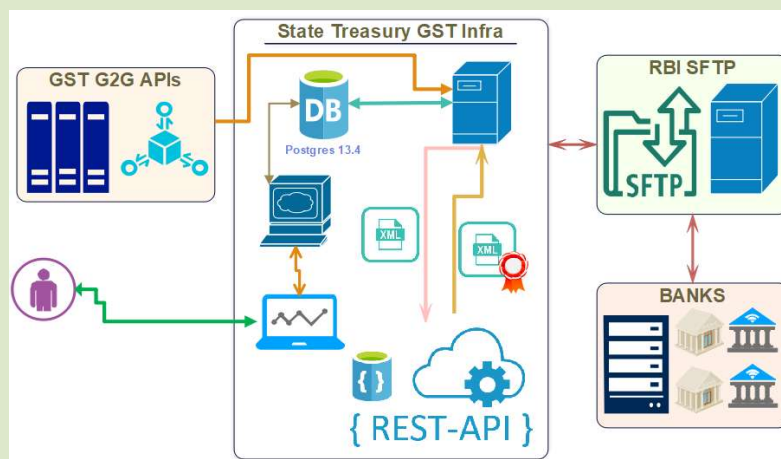 State Treasury GST Infra
GST G2G APIs
RBI SFTP
DB
Postgres 13.4
SFTP
XML
XML
BANKS
{ }
{ REST-API }